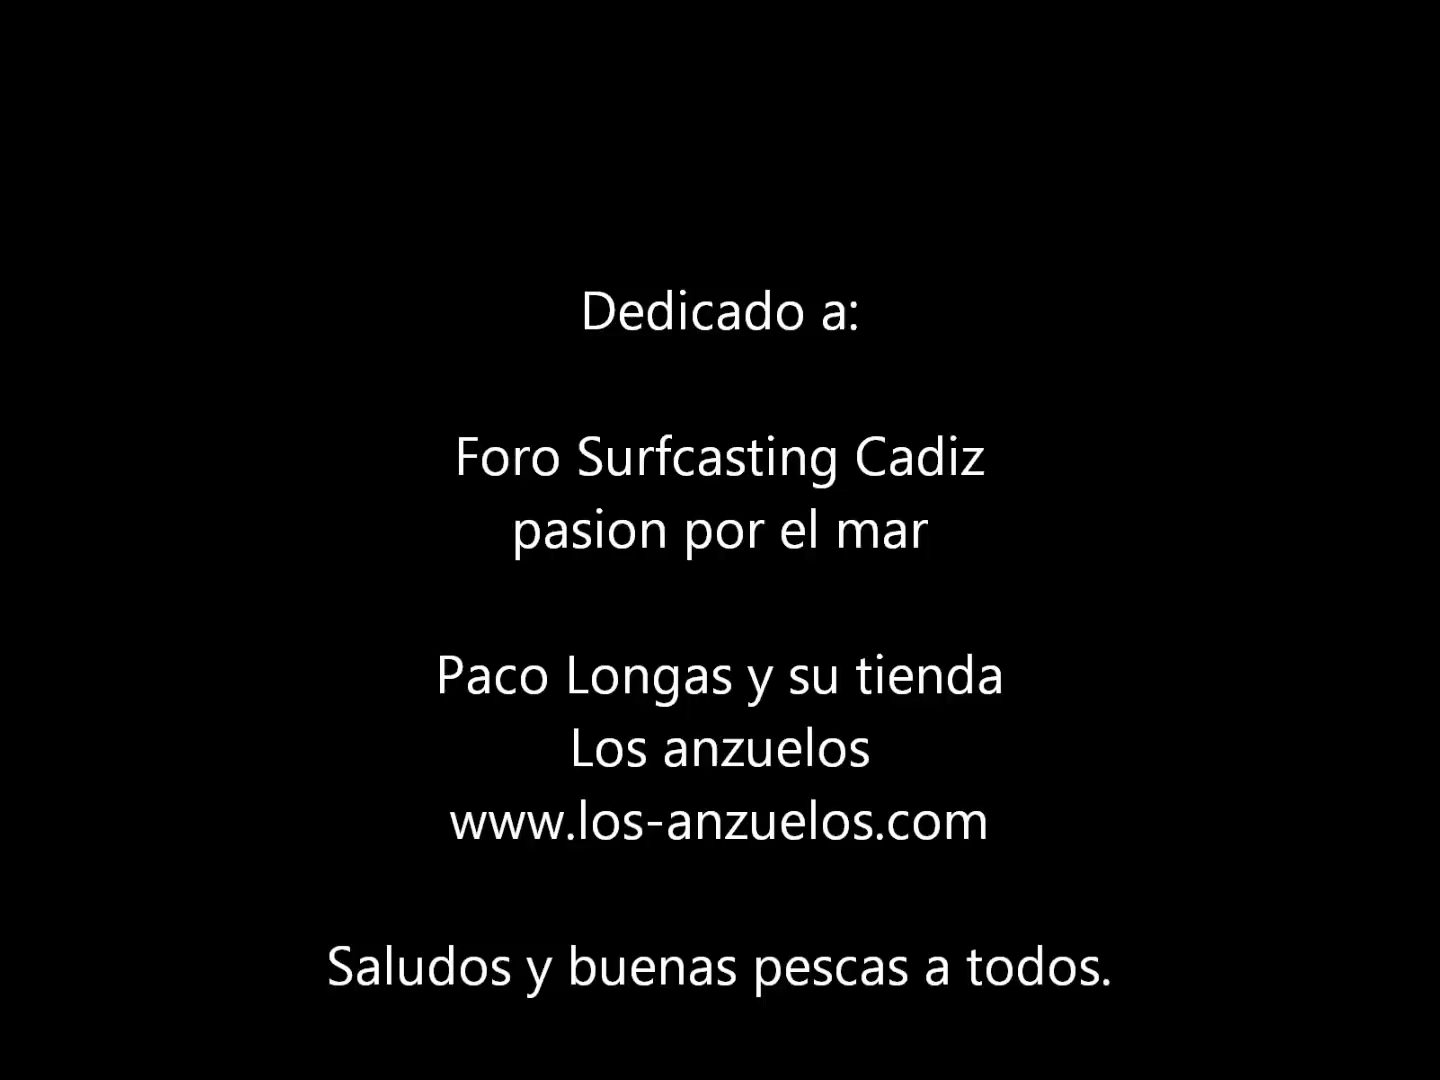 Dedicado a:
Foro Surfcasting Cadiz
pasion por el mar
Paco Longas y su tienda
Los anzuelos
www.los-anzuelos.com
Saludos y buenas pescas a todos.